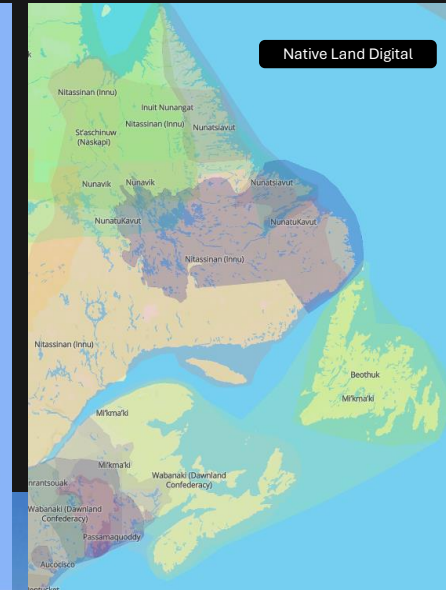 Native Land Digital
k
Nitassinan (Innu)
Inuit Nunangat
Nitassinan (Innu)
Nunatsiavut
St'aschinuw
(Naskapi)
Nunavik
Nunavik
Nunatsiavut
NunatuKavut
NunatuKavut
Nitassinan (Innu)
Nitassinan (Innu)
Beothuk
Mi'kma'ki
Mi'kma'ki
Mi'kma'ki
Wabanaki (Dawnland
Confederacy)
nrantsouak
Wabanaki (Dawnland
Confederacy)
Passamaquoddy
Aucocisco